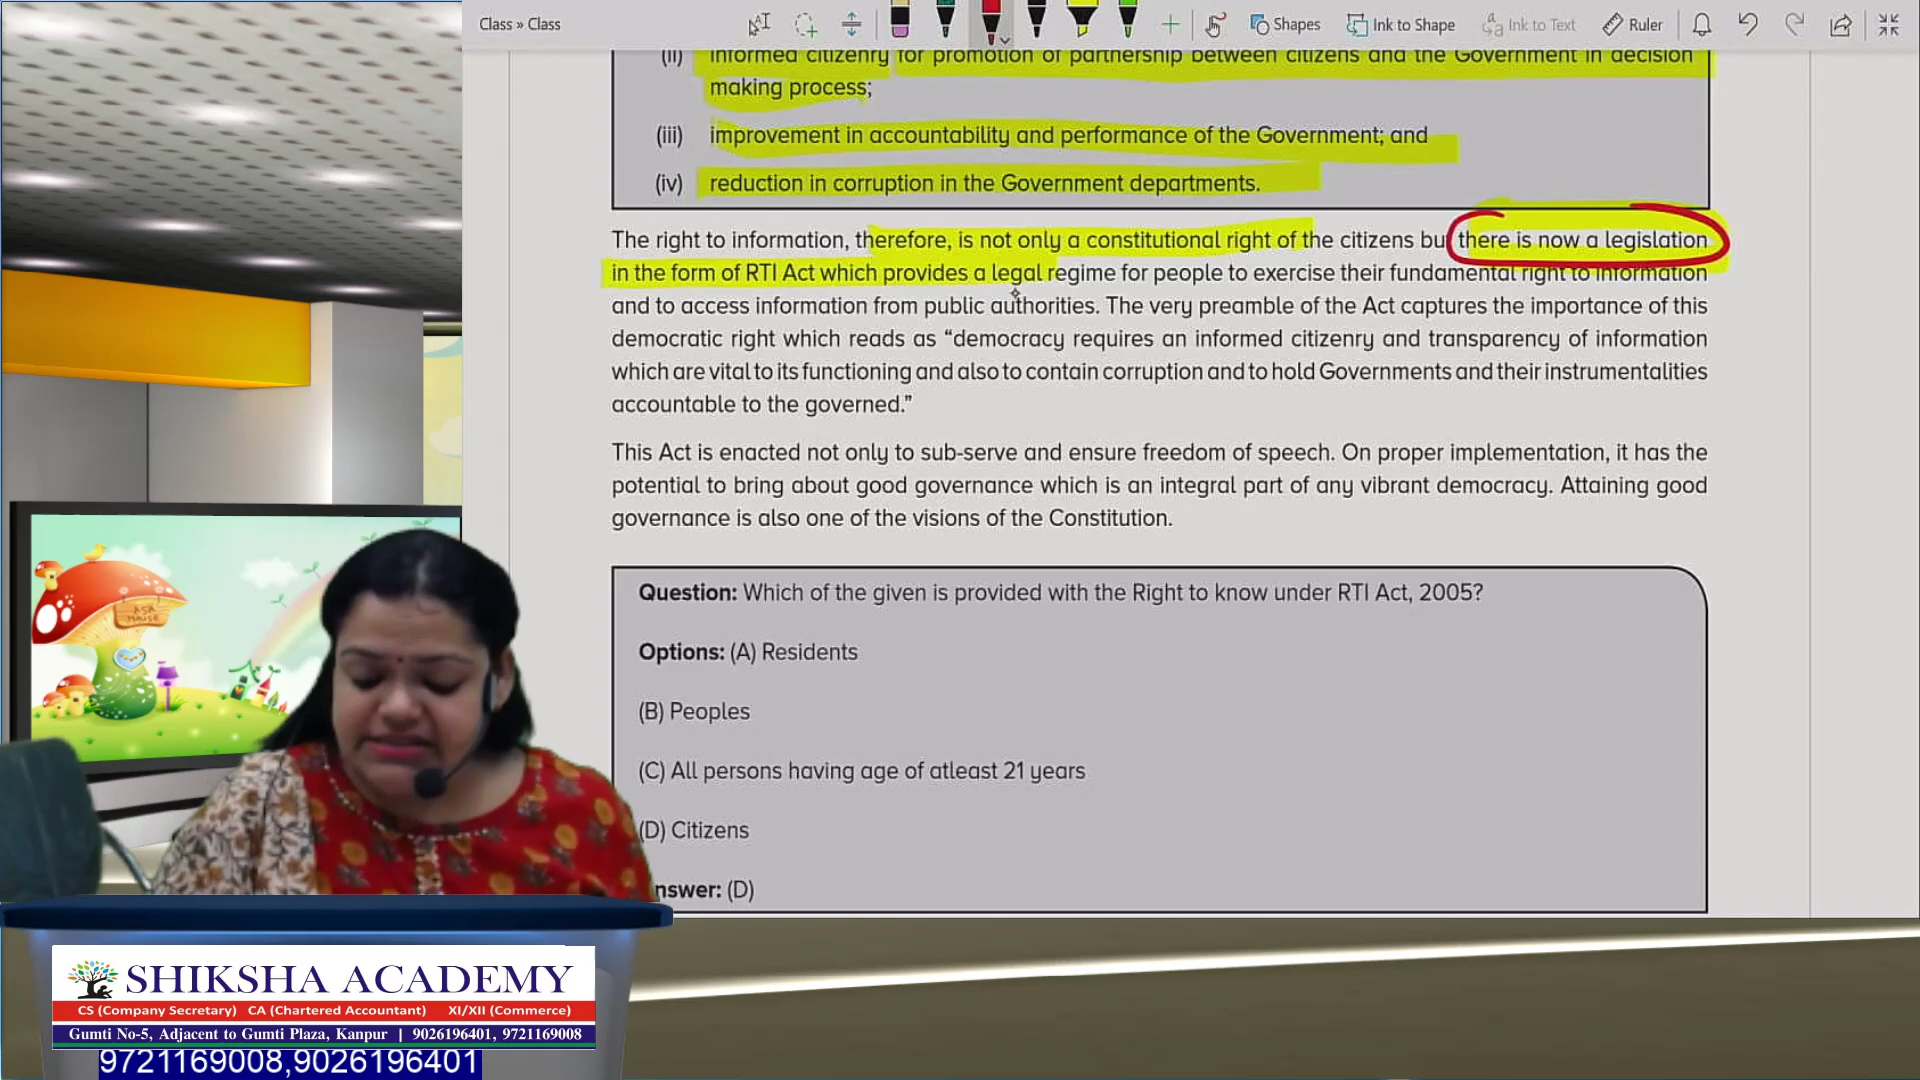 Class » Class
Shapes
Ink to Shape
Ink to Text
Ruler
(ii) informed citizenry for promotion of partnership between citizens and the Government in decision
making process;
(iii) improvement in accountability and performance of the Government; and
(iv) reduction in corruption in the Government departments.
The right to information, therefore, is not only a constitutional right of the citizens but there is now a legislation
in the form of RTI Act which provides a legal regime for people to exercise their fundamental right to information
and to access information from public authorities. The very preamble of the Act captures the importance of this
democratic right which reads as “democracy requires an informed citizenry and transparency of information
which are vital to its functioning and also to contain corruption and to hold Governments and their instrumentalities
accountable to the governed.”
This Act is enacted not only to sub-serve and ensure freedom of speech. On proper implementation, it has the
potential to bring about good governance which is an integral part of any vibrant democracy. Attaining good
governance is also one of the visions of the Constitution.
Question: Which of the given is provided with the Right to know under RTI Act, 2005?
Options: (A) Residents
(B) Peoples
(C) All persons having age of atleast 21 years
(D) Citizens
nswer: (D)
SHIKSHA ACADEMY
CS (Company Secretary) CA (Chartered Accountant) XI/XII (Commerce)
Gumti No-5, Adjacent to Gumti Plaza, Kanpur | 9026196401, 9721169008
9721169008,9026196401